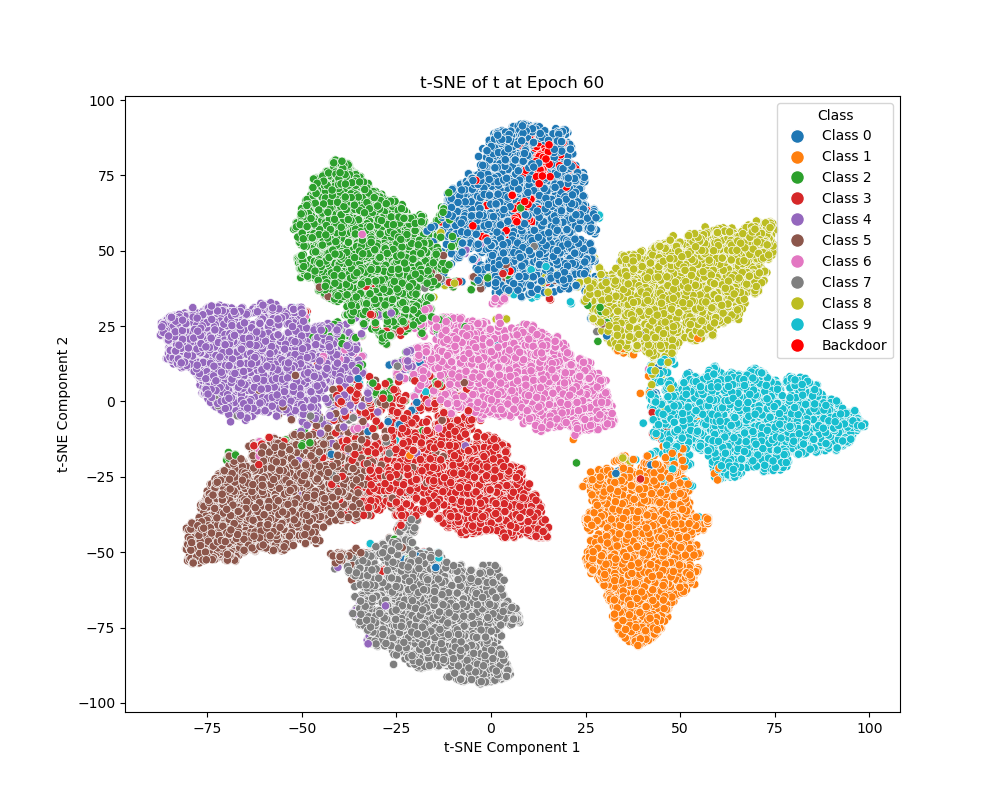 t-SNE of t at Epoch 60
Class
Class 0
Class 1
Class 2
Class 3
Class 4
Class 5
Class 6
Class 7
Class 8
Class 9
Backdoor
100
75
50
25
0
−25
−50
−75
−100
t-SNE Component 2
−75
−50
−25
0
25
50
75
100
t-SNE Component 1